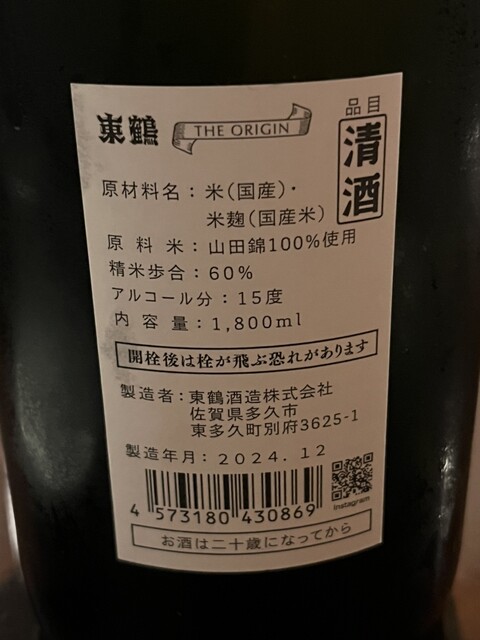 東鶴 THE ORIGIN
品目
清酒
原材料名：米（国産）・
米麹（国産米）
原料米：山田錦100%使用
精米歩合：60%
アルコール分：15度
内容量：1,800ml
開栓後は栓が飛ぶ恐れがあります
製造者：東鶴酒造株式会社
佐賀県多久市
東多久町別府3625-1
製造年月：2024.12
4 573180 430869
Instagram
お酒は二十歳になってから